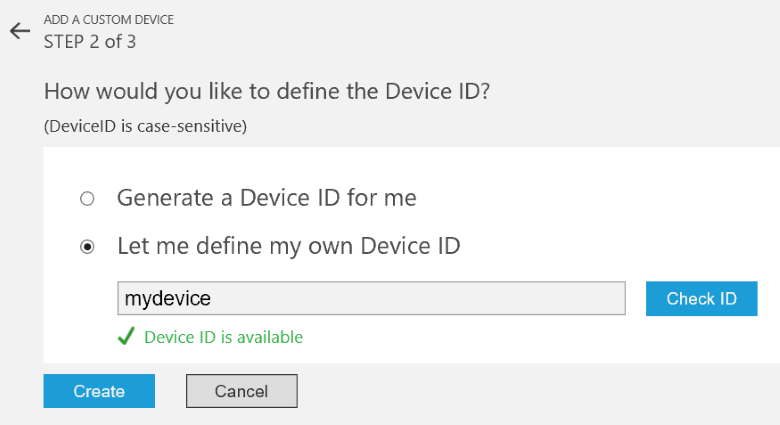 ADD A CUSTOM DEVICE
STEP 2 of 3
How would you like to define the Device ID?
(DeviceID is case-sensitive)
Generate a Device ID for me
Let me define my own Device ID
mydevice
Check ID
Device ID is available
Create
Cancel